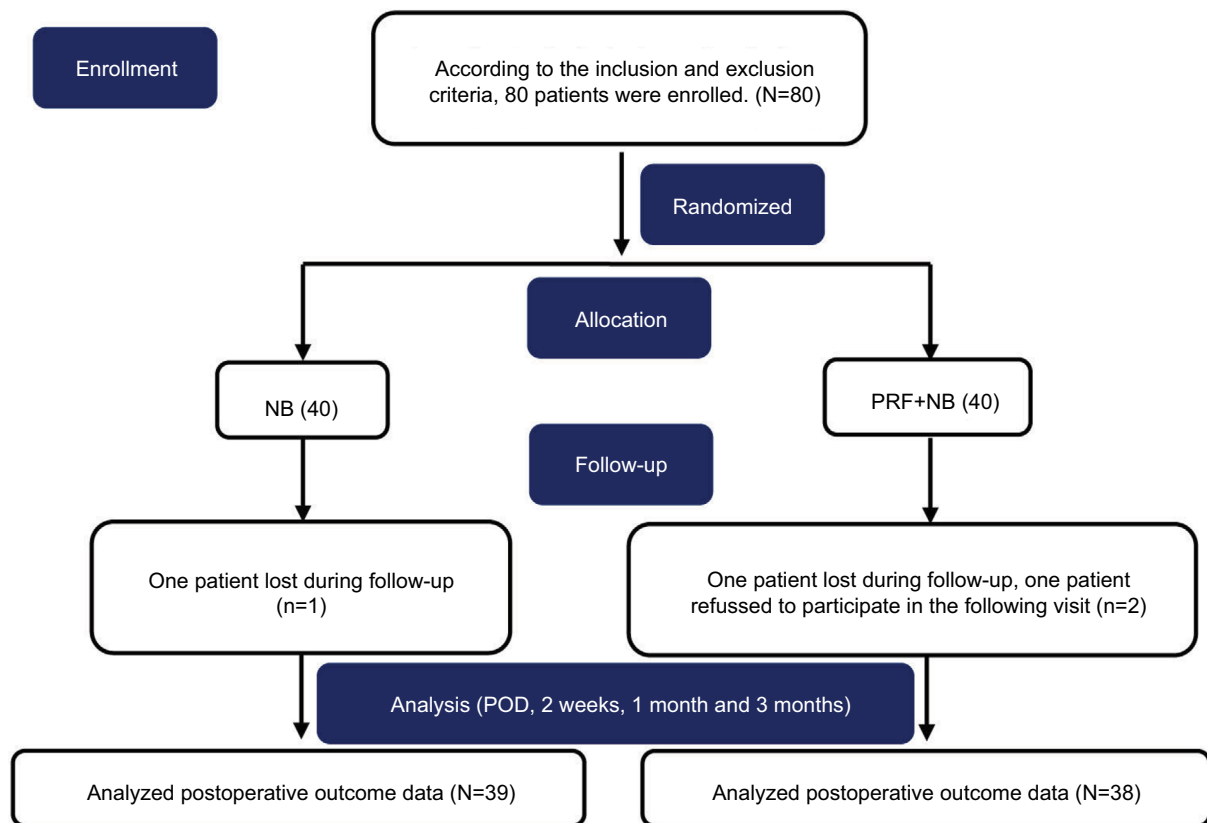 Enrollment
According to the inclusion and exclusion
criteria, 80 patients were enrolled. (N=80)
Randomized
Allocation
NB (40)
PRF+NB (40)
Follow-up
One patient lost during follow-up
(n=1)
One patient lost during follow-up, one patient
refussed to participate in the following visit (n=2)
Analysis (POD, 2 weeks, 1 month and 3 months)
Analyzed postoperative outcome data (N=39)
Analyzed postoperative outcome data (N=38)